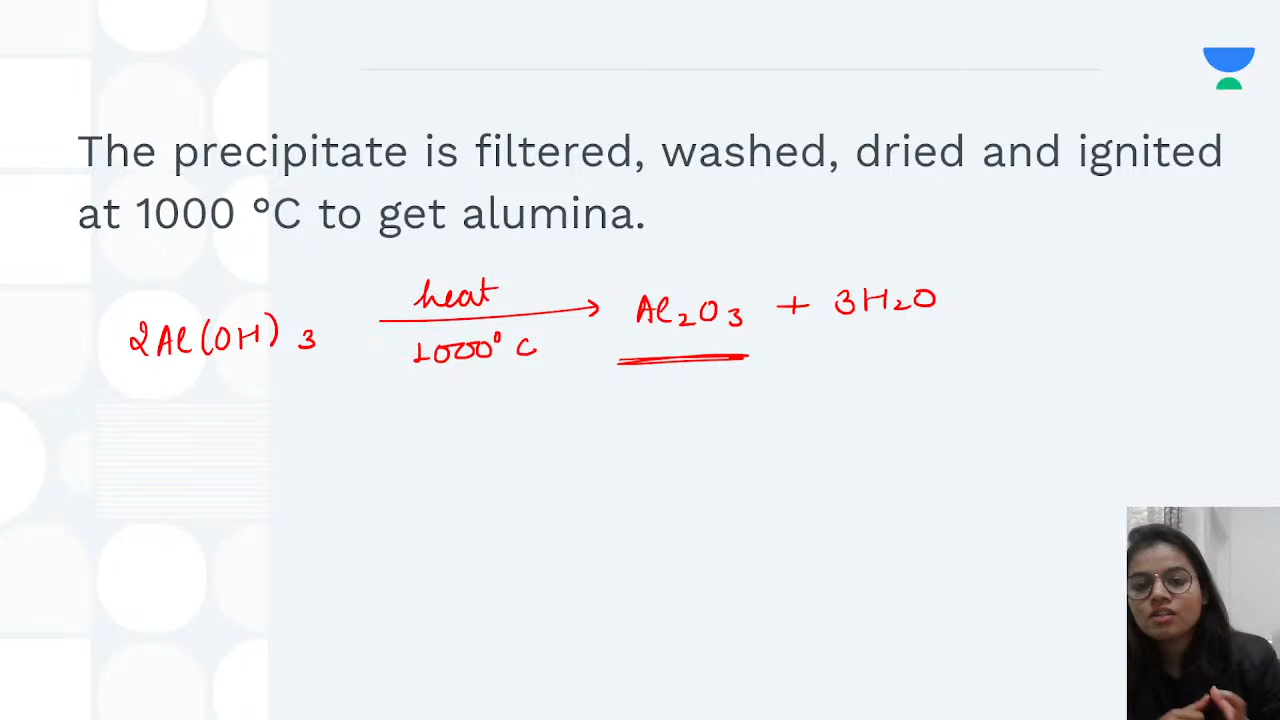 The precipitate is filtered, washed, dried and ignited
at 1000 °C to get alumina.
heat
2Al(OH)3 → Al2O3 + 3H2O
1000° C